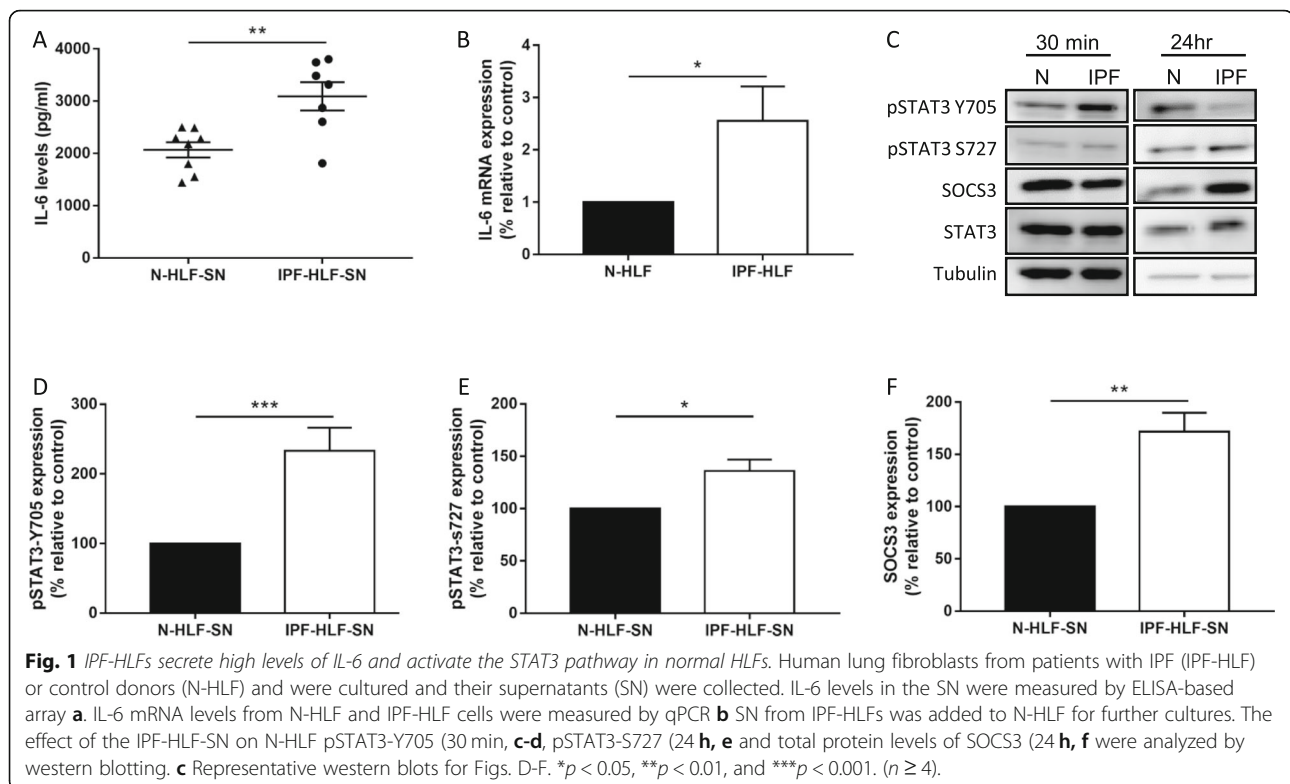 A
**
4000
3000
2000
1000
0
IL-6 levels (pg/ml)
N-HLF-SN IPF-HLF-SN
B
*
4
3
2
1
0
IL-6 mRNA expression
(% relative to control)
N-HLF IPF-HLF
C
30 min 24hr
N IPF N IPF
pSTAT3 Y705
pSTAT3 S727
SOCS3
STAT3
Tubulin
D
***
300
200
100
0
pSTAT3-Y705 expression
(% relative to control)
N-HLF-SN IPF-HLF-SN
E
*
200
150
100
50
0
pSTAT3-s727 expression
(% relative to control)
N-HLF-SN IPF-HLF-SN
F
**
200
150
100
50
0
SOCS3 expression
(% relative to control)
N-HLF-SN IPF-HLF-SN
Fig. 1 IPF-HLFs secrete high levels of IL-6 and activate the STAT3 pathway in normal HLFs. Human lung fibroblasts from patients with IPF (IPF-HLF)
or control donors (N-HLF) and were cultured and their supernatants (SN) were collected. IL-6 levels in the SN were measured by ELISA-based
array a. IL-6 mRNA levels from N-HLF and IPF-HLF cells were measured by qPCR b SN from IPF-HLFs was added to N-HLF for further cultures. The
effect of the IPF-HLF-SN on N-HLF pSTAT3-Y705 (30 min, c-d, pSTAT3-S727 (24 h, e and total protein levels of SOCS3 (24 h, f were analyzed by
western blotting. c Representative western blots for Figs. D-F. *p < 0.05, **p < 0.01, and ***p < 0.001. (n ≥ 4).